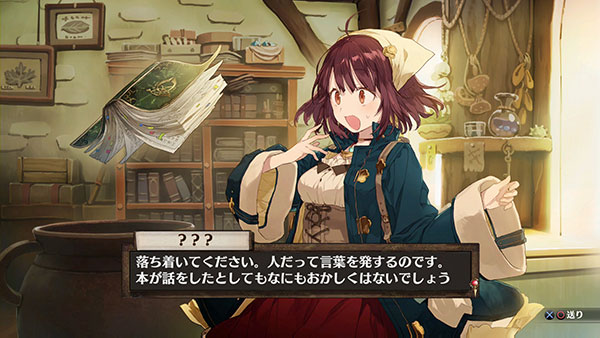 ？？？
落ち着いてください。人だって言葉を発するのです。
本が話をしたとしてもなにもおかしくはないでしょう
送り